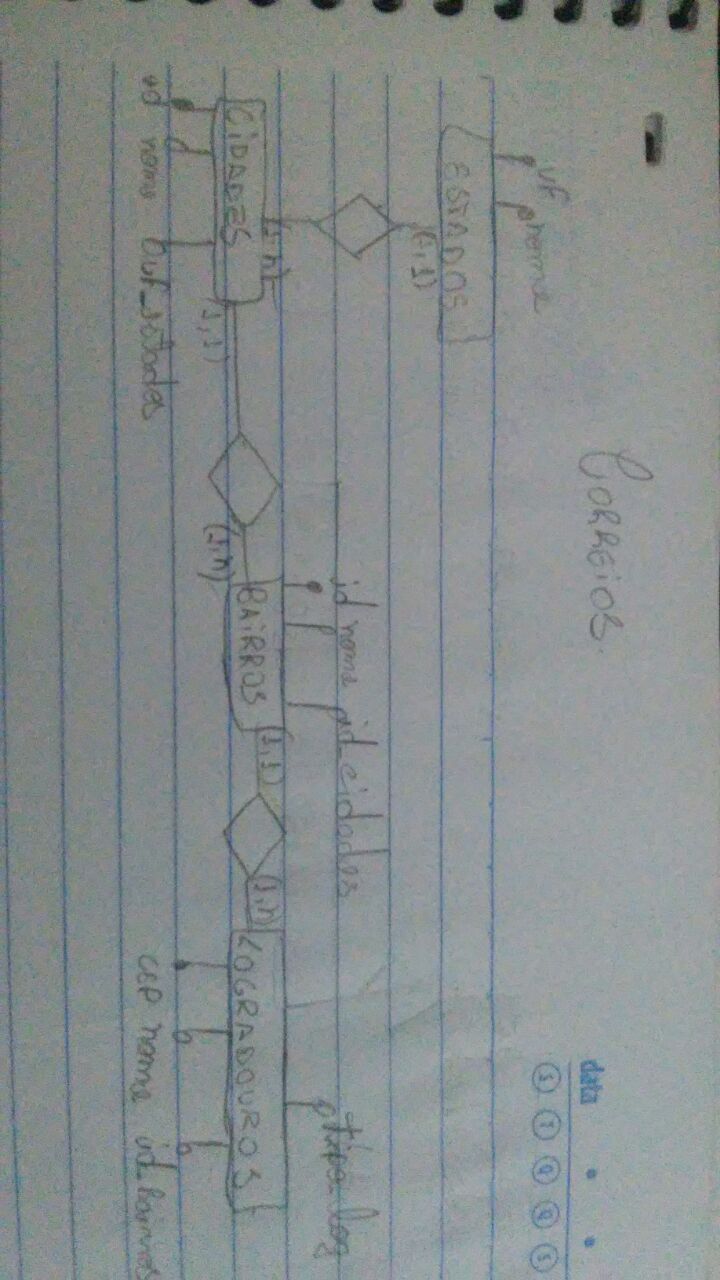 CORREIOS.
data
S T Q Q S
uf nome
ESTADOS
(1,1)
id nome id_cidades
tipo_log
(1,n)
CIDADES
(1,1)
(1,n)
BAIRROS
(1,1)
(1,n)
LOGRADOUROS
id nome uf_estados
CEP nome id_bairros